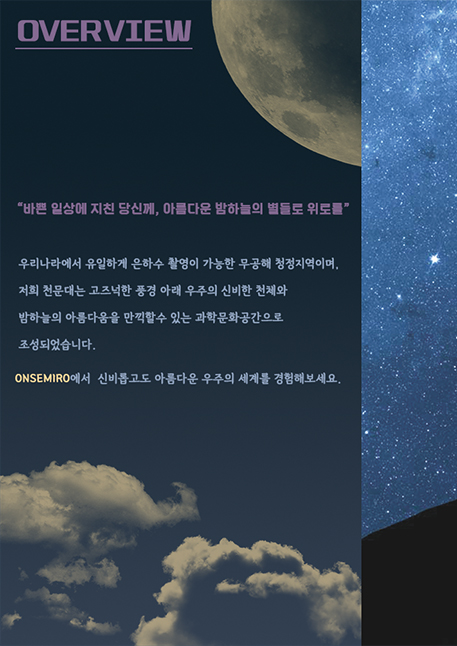 OVERVIEW
“바쁜 일상에 지친 당신께, 아름다운 밤하늘의 별들로 위로를”
우리나라에서 유일하게 은하수 촬영이 가능한 무공해 청정지역이며,
저희 천문대는 고즈넉한 풍경 아래 우주의 신비한 천체와
밤하늘의 아름다움을 만끽할수 있는 과학문화공간으로
조성되었습니다.
ONSEMIRO에서 신비롭고도 아름다운 우주의 세계를 경험해보세요.